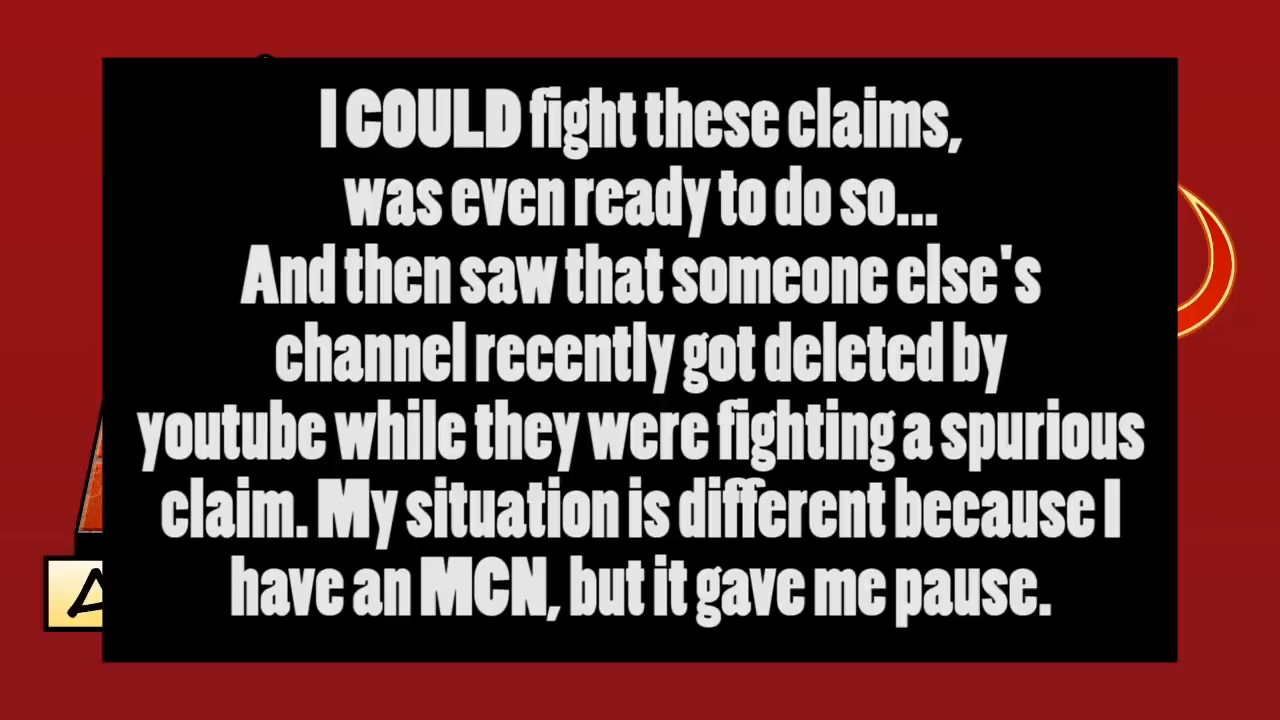 I COULD fight these claims,
was even ready to do so...
And then saw that someone else's
channel recently got deleted by
youtube while they were fighting a spurious
claim. My situation is different because I
have an MCN, but it gave me pause.